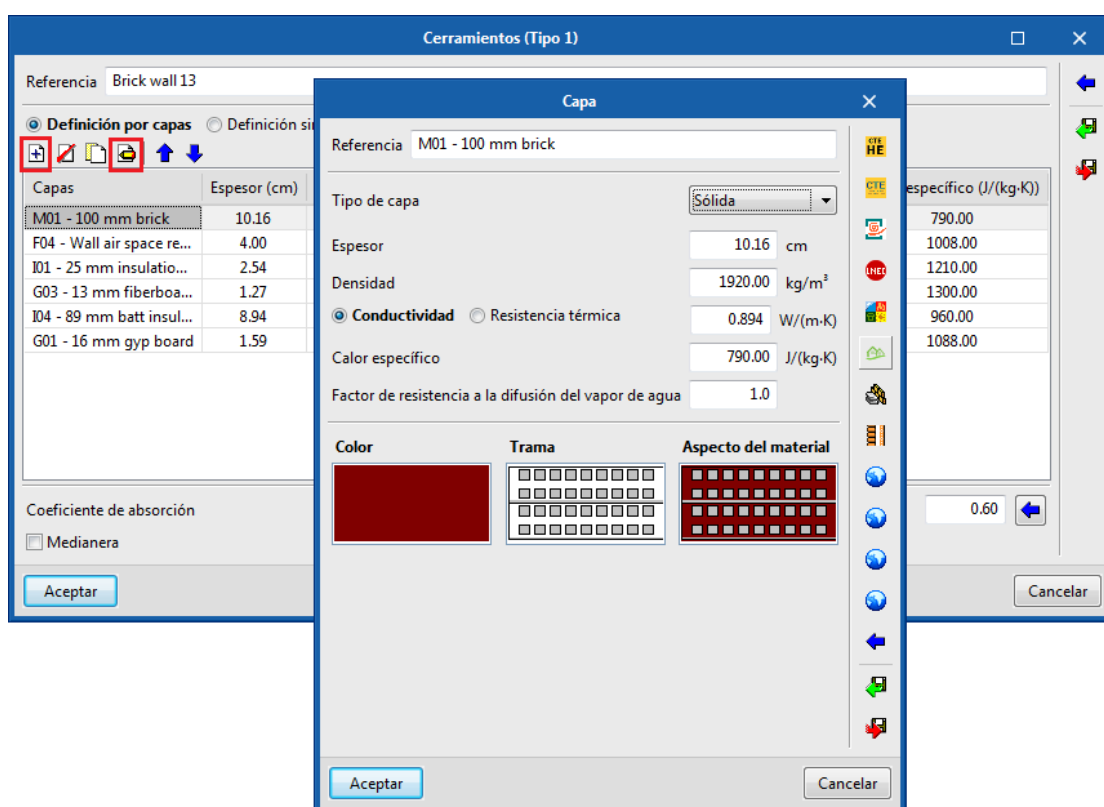 Cerramientos (Tipo 1)
Referencia Brick wall 13
Definición por capas Definición si
Capas Espesor (cm) específico (J/(kg·K))
M01 - 100 mm brick 10.16 790.00
F04 - Wall air space re... 4.00 1008.00
I01 - 25 mm insulatio... 2.54 1210.00
G03 - 13 mm fiberboa... 1.27 1300.00
I04 - 89 mm batt insul... 8.94 960.00
G01 - 16 mm gyp board 1.59 1088.00
Coeficiente de absorción 0.60
Medianera
Aceptar Cancelar
Capa
Referencia M01 - 100 mm brick
Tipo de capa Sólida
Espesor 10.16 cm
Densidad 1920.00 kg/m³
Conductividad Resistencia térmica 0.894 W/(m·K)
Calor específico 790.00 J/(kg·K)
Factor de resistencia a la difusión del vapor de agua 1.0
Color Trama Aspecto del material
Aceptar Cancelar
CTE
HE
CTE
LNEC